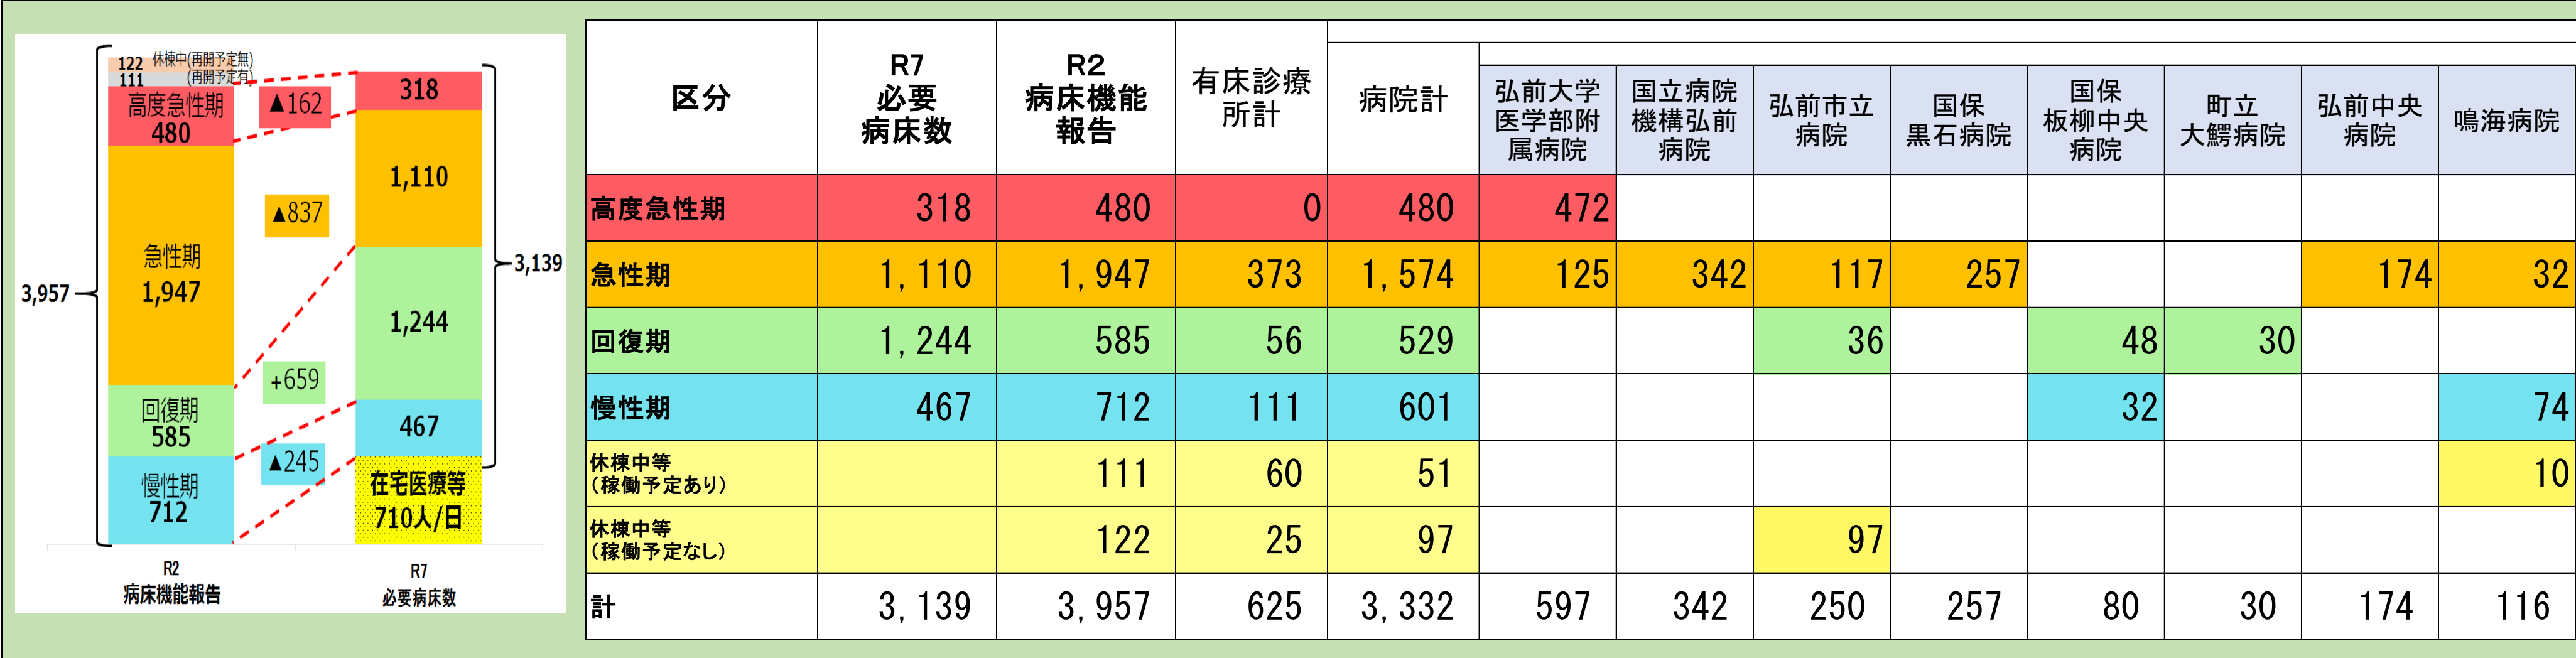 122 休棟中(再開予定無)
111 (再開予定有)
高度急性期
480
▲162
318
急性期
1,947
▲837
1,110
3,957
3,139
回復期
585
+659
1,244
慢性期
712
▲245
467
在宅医療等
710人/日
R2
病床機能報告
R7
必要病床数
区分
R7
必要
病床数
R2
病床機能
報告
有床診療
所計
病院計
弘前大学
医学部附
属病院
国立病院
機構弘前
病院
弘前市立
病院
国保
黒石病院
国保
板柳中央
病院
町立
大鰐病院
弘前中央
病院
鳴海病院
高度急性期 318 480 0 480 472
急性期 1,110 1,947 373 1,574 125 342 117 257 174 32
回復期 1,244 585 56 529 36 48 30
慢性期 467 712 111 601 32 74
休棟中等
(稼働予定あり) 111 60 51 10
休棟中等
(稼働予定なし) 122 25 97 97
計 3,139 3,957 625 3,332 597 342 250 257 80 30 174 116